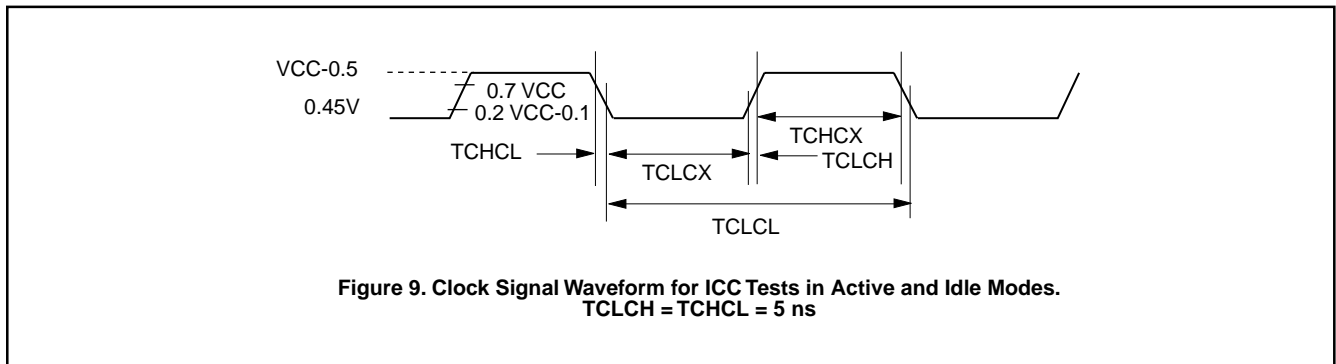 VCC-0.5
0.7 VCC
0.45V
0.2 VCC-0.1
TCHCX
TCHCL
TCLCH
TCLCX
TCLCL
Figure 9. Clock Signal Waveform for ICC Tests in Active and Idle Modes.
TCLCH = TCHCL = 5 ns